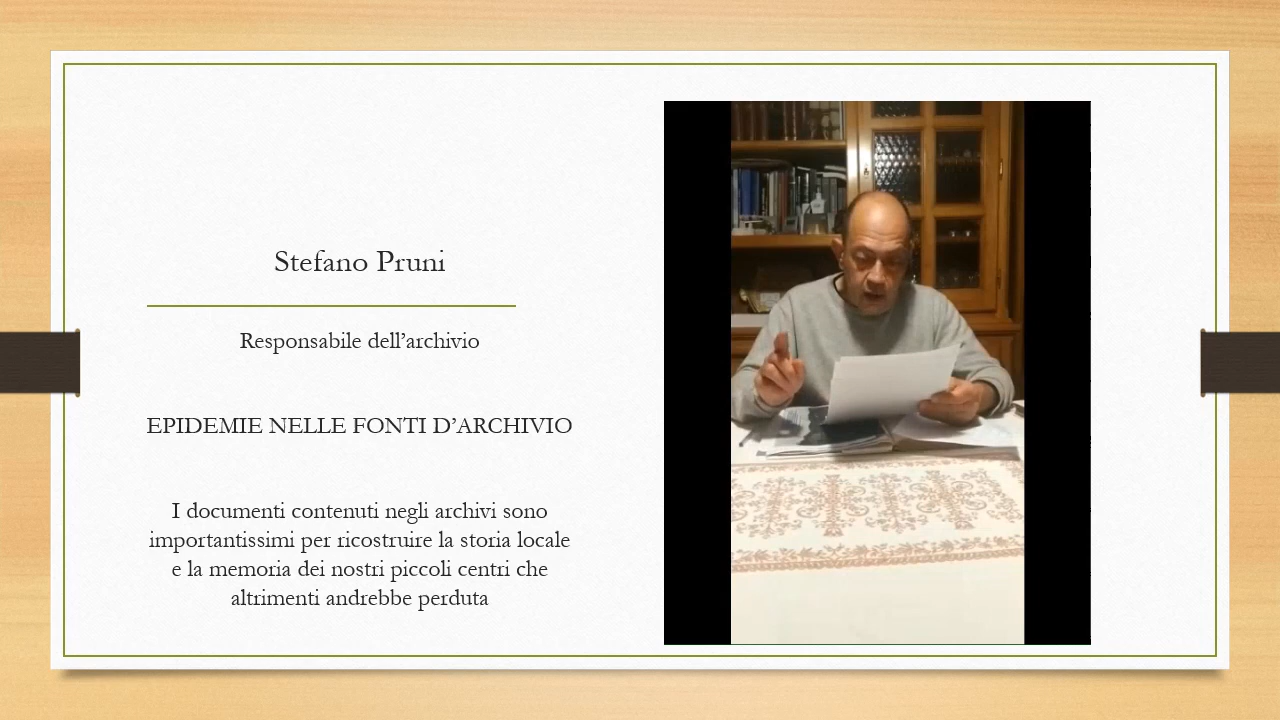 Stefano Pruni
Responsabile dell’archivio
EPIDEMIE NELLE FONTI D’ARCHIVIO
I documenti contenuti negli archivi sono
importantissimi per ricostruire la storia locale
e la memoria dei nostri piccoli centri che
altrimenti andrebbe perduta